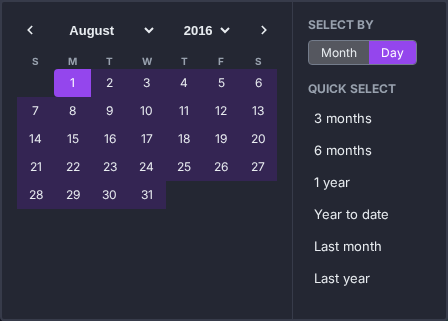 August 2016
S M T W T F S
1 2 3 4 5 6
7 8 9 10 11 12 13
14 15 16 17 18 19 20
21 22 23 24 25 26 27
28 29 30 31
SELECT BY
Month Day
QUICK SELECT
3 months
6 months
1 year
Year to date
Last month
Last year